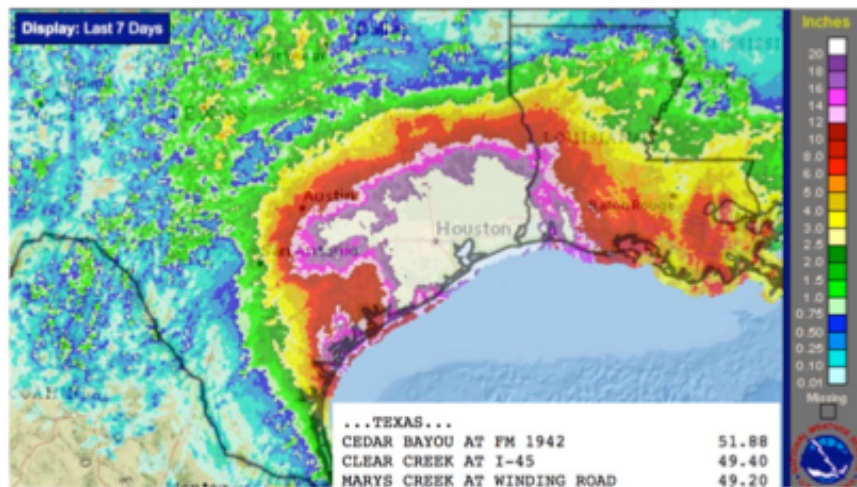 Display: Last 7 Days
Inches
20
18
16
14
12
10
8.0
6.0
5.0
4.0
3.0
2.5
2.0
1.5
1.0
0.75
0.50
0.25
0.10
0.01
Missing
TEXAS
LOUISIANA
Austin
Houston
Baton Rouge
...TEXAS...
CEDAR BAYOU AT FM 1942 51.88
CLEAR CREEK AT I-45 49.40
MARYS CREEK AT WINDING ROAD 49.20